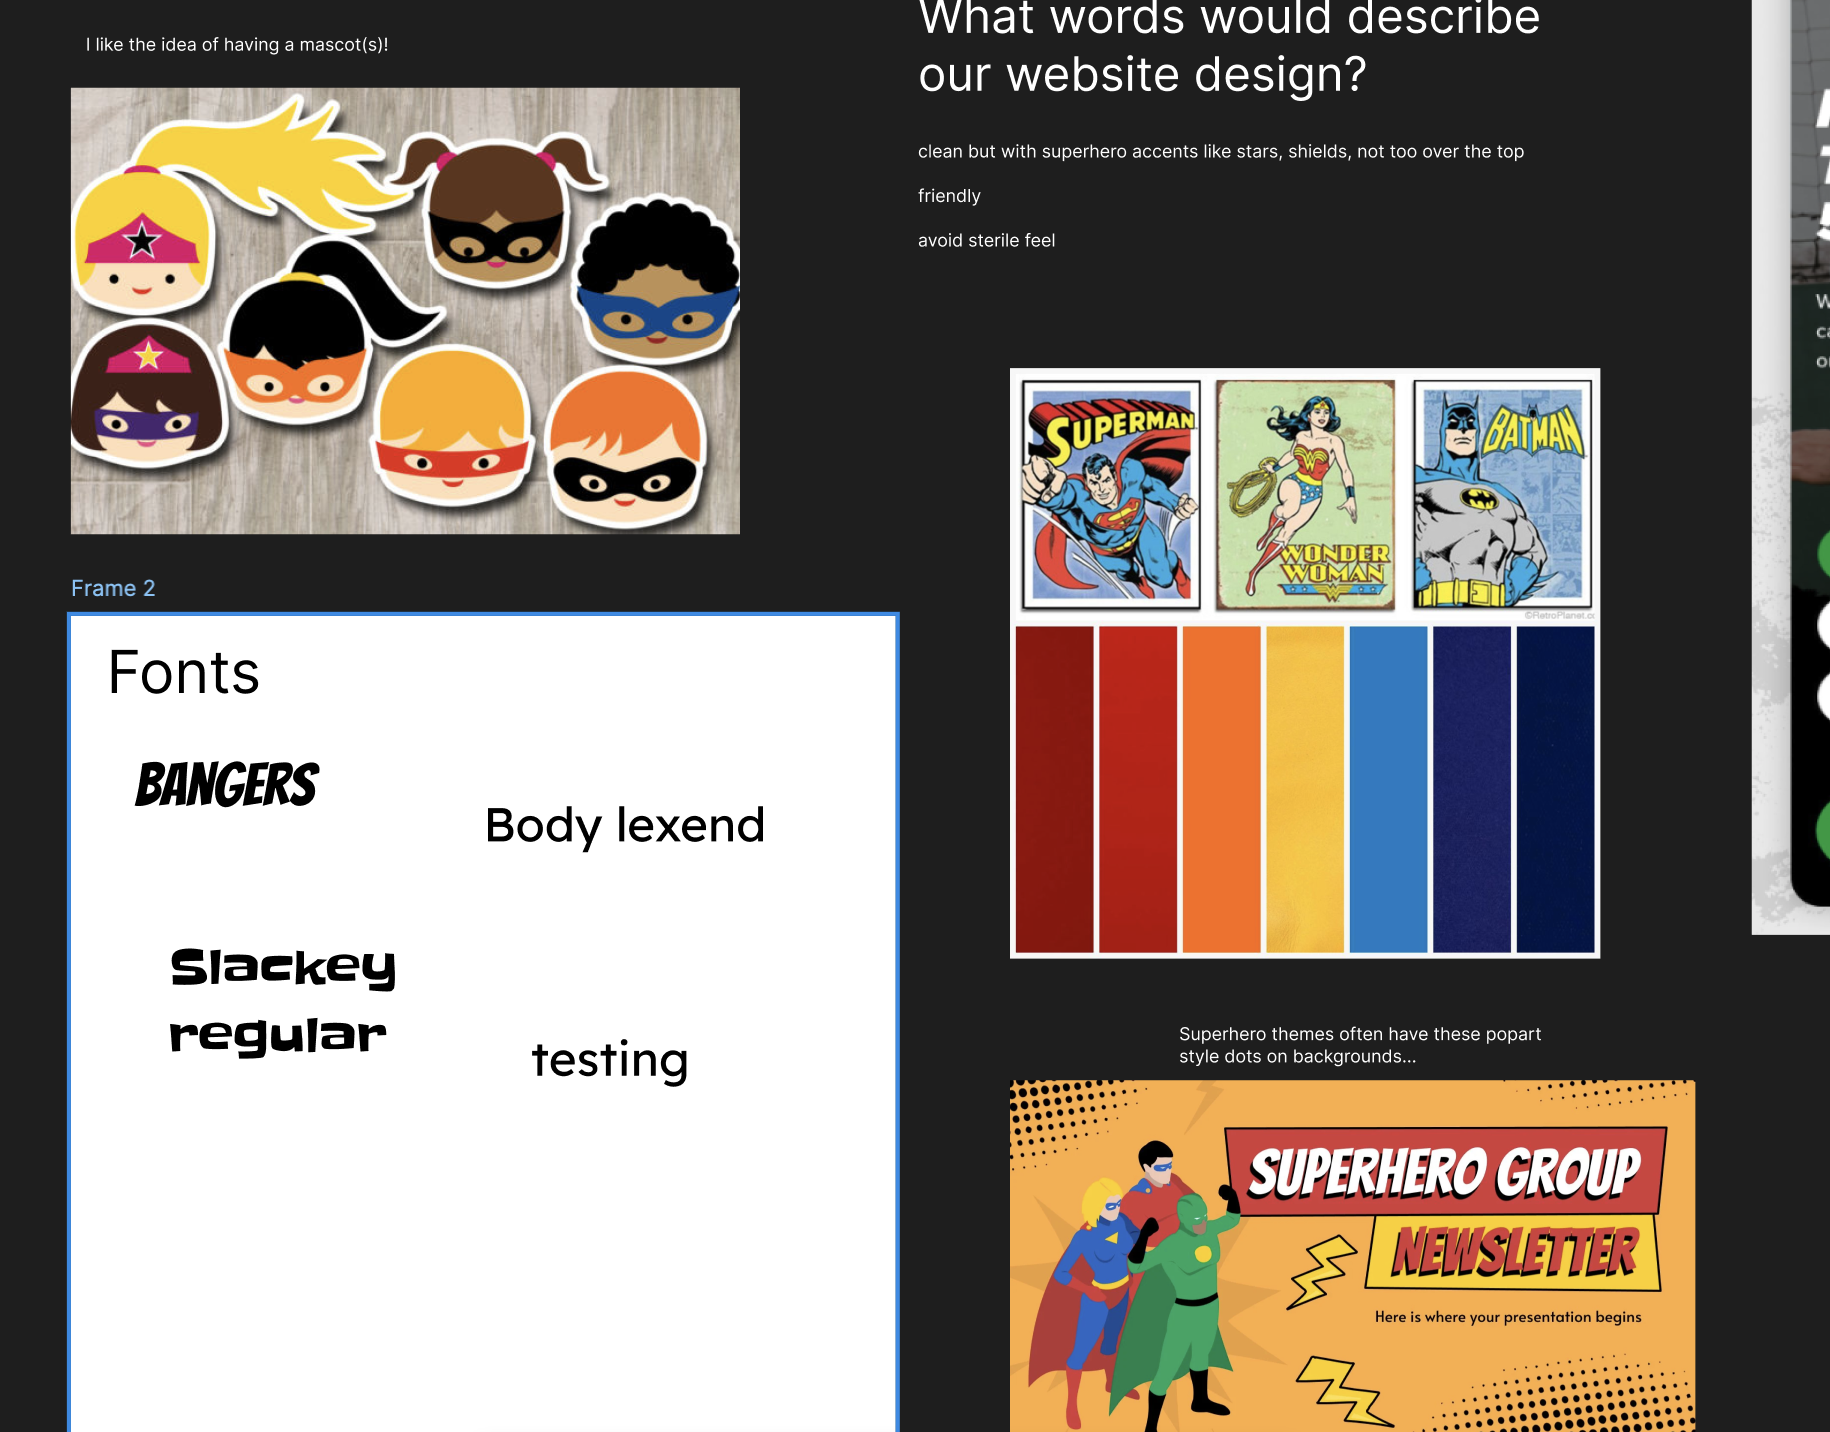 I like the idea of having a mascot(s)!
Frame 2
Fonts
BANGERS
Body lexend
Slackey
regular
testing
What words would describe
our website design?
clean but with superhero accents like stars, shields, not too over the top
friendly
avoid sterile feel
SUPERMAN
WONDER
WOMAN
BATMAN
Superhero themes often have these popart
style dots on backgrounds...
SUPERHERO GROUP
NEWSLETTER
Here is where your presentation begins